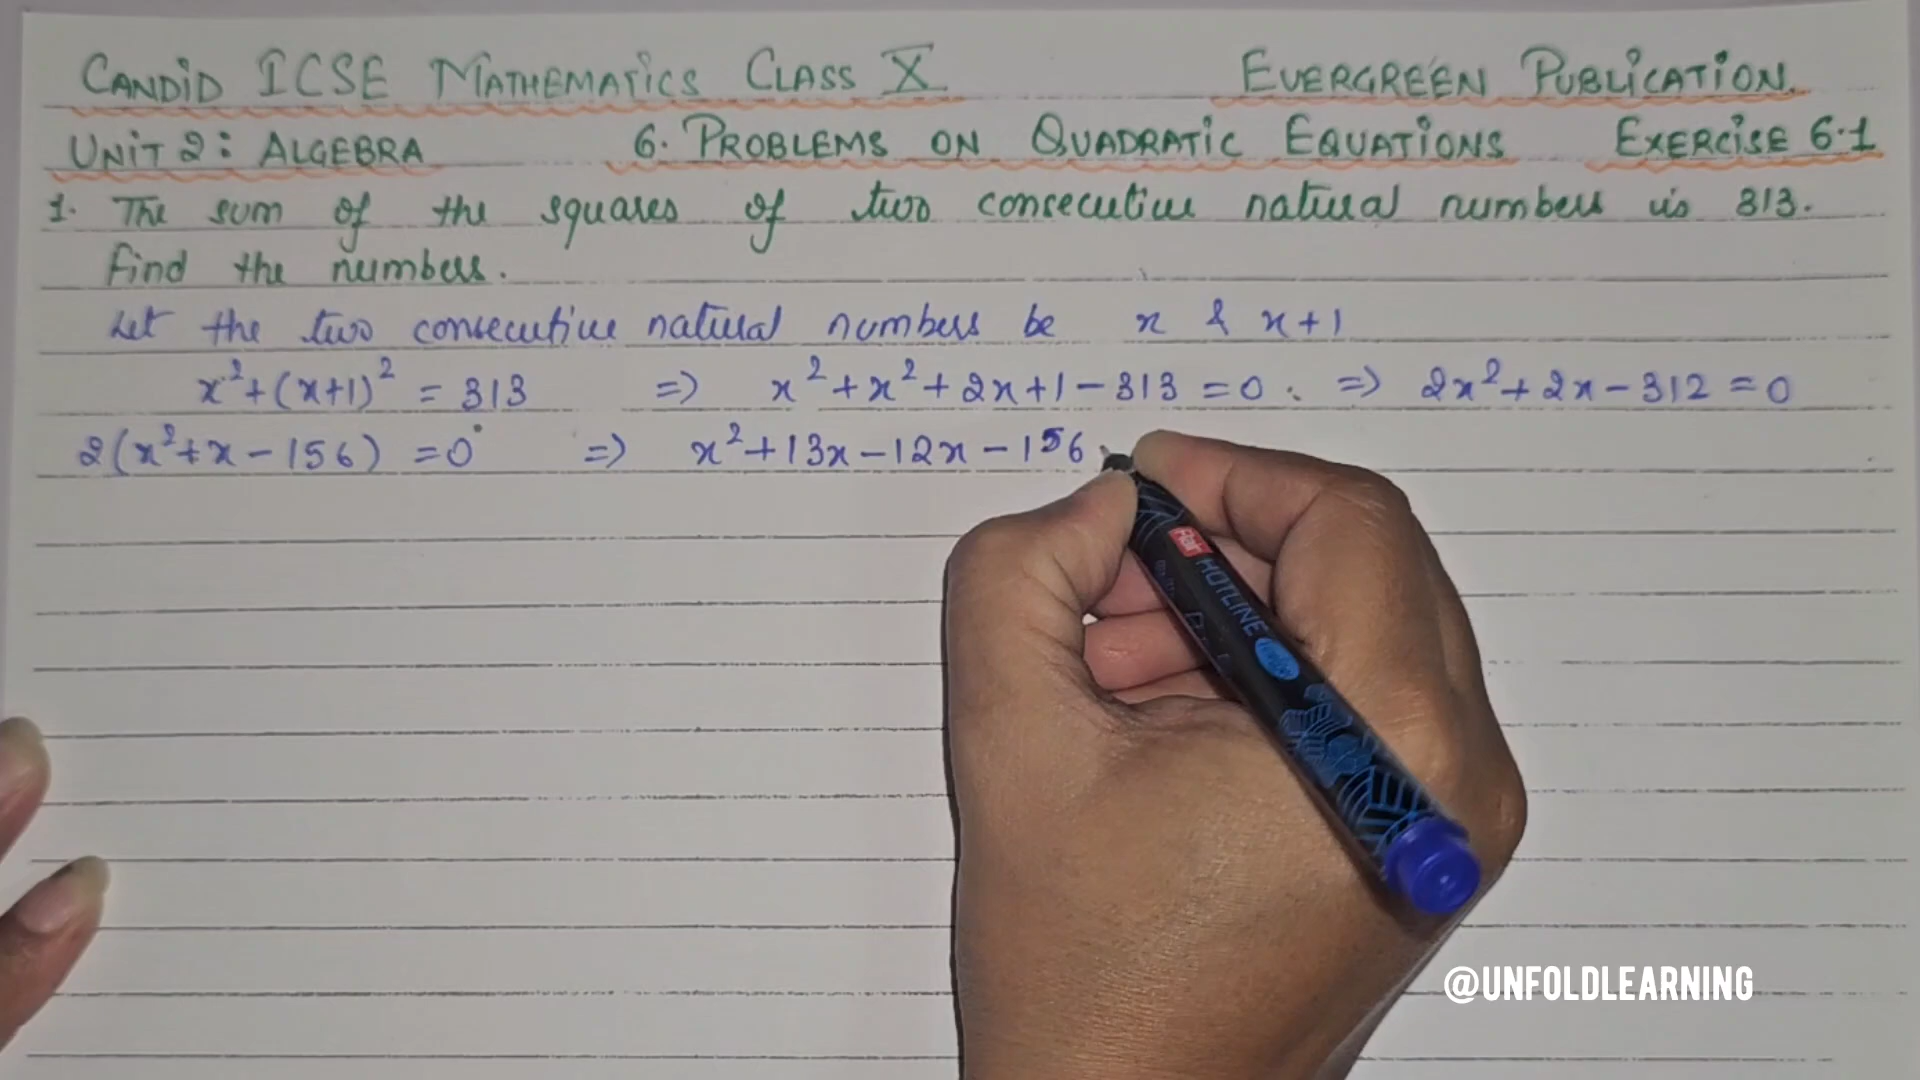 CANDID ICSE MATHEMATICS CLASS X EVERGREEN PUBLICATION.
UNIT 2: ALGEBRA 6. PROBLEMS ON QUADRATIC EQUATIONS EXERCISE 6.1
1. The sum of the squares of two consecutive natural numbers is 313.
Find the numbers.
Let the two consecutive natural numbers be x & x+1
x²+(x+1)² = 313 => x²+x²+2x+1-313=0. => 2x²+2x-312=0
2(x²+x-156)=0 => x²+13x-12x-156
Flair HOTLINE
@UNFOLDLEARNING